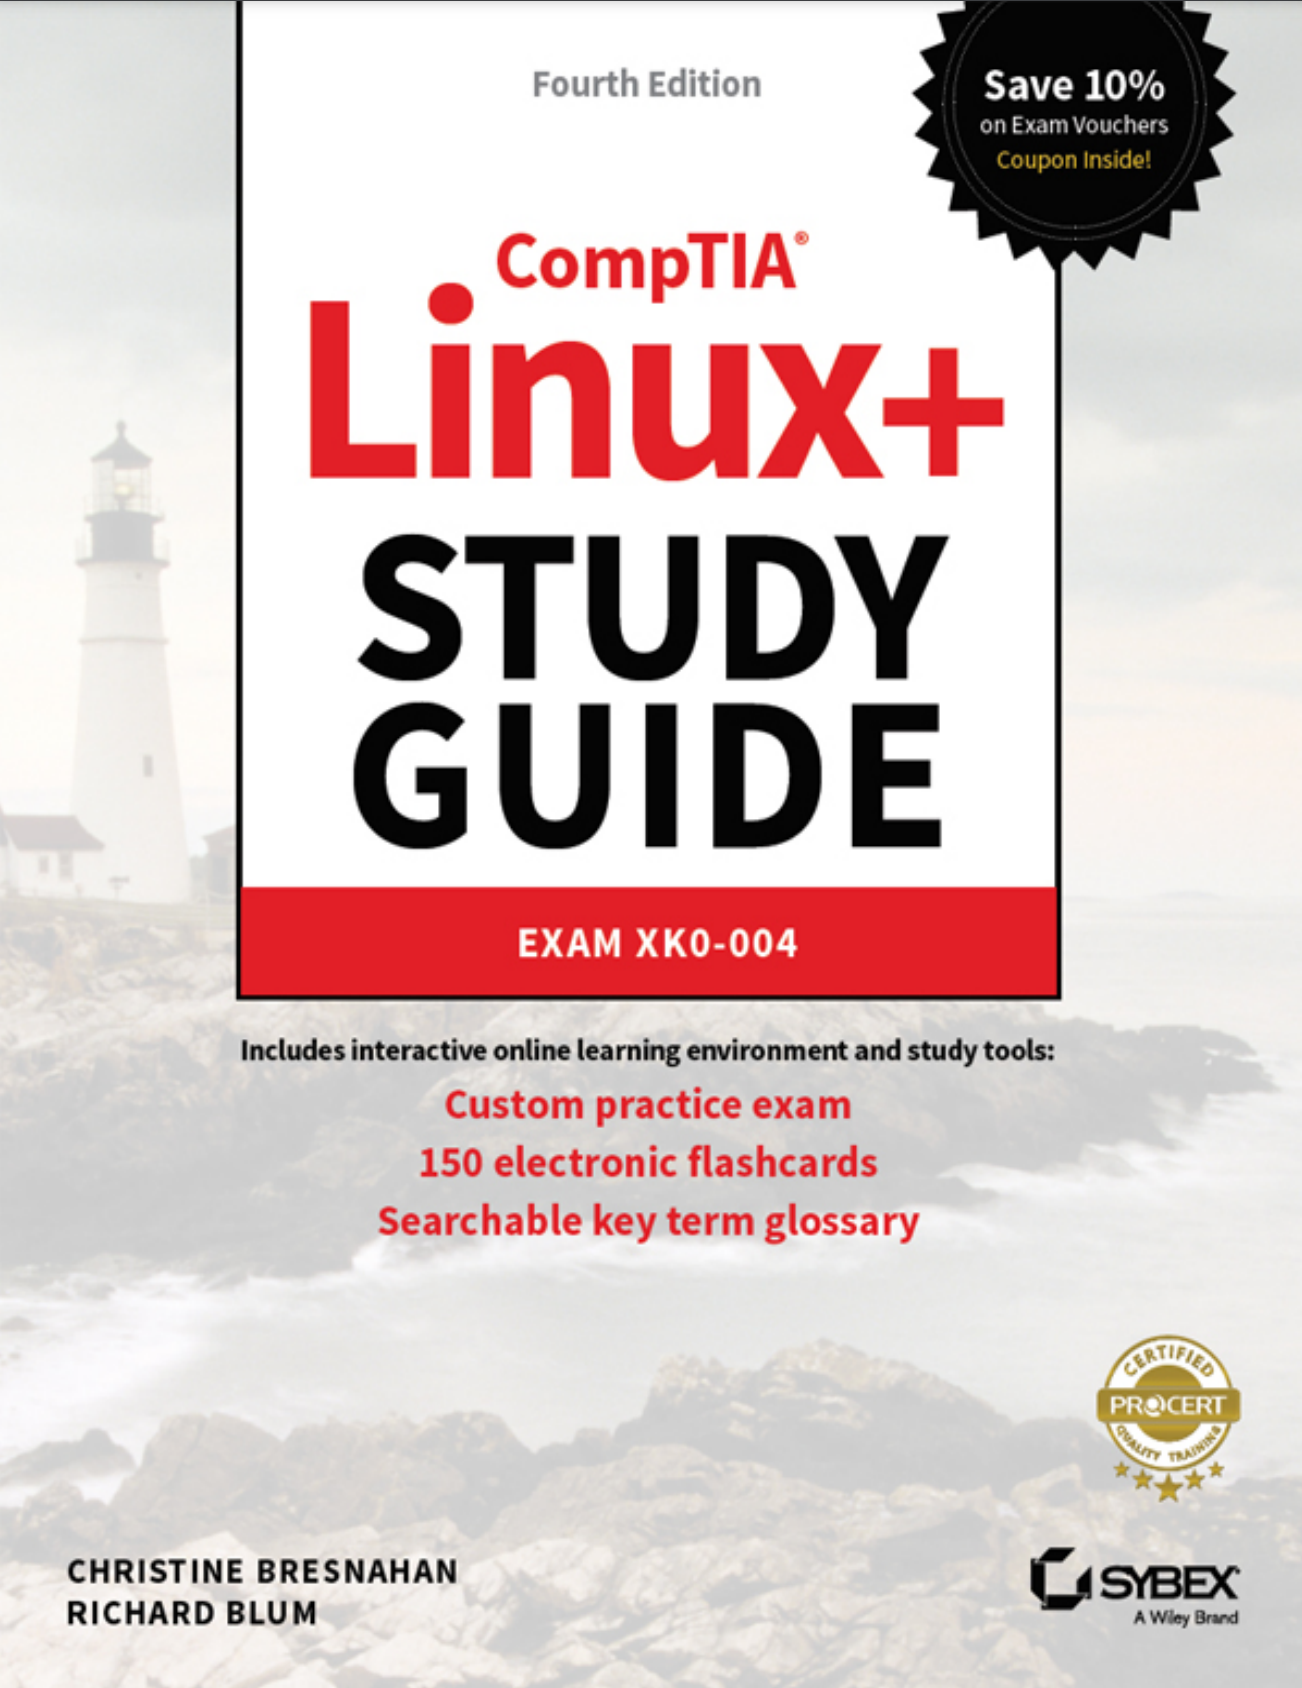 Fourth Edition
Save 10%
on Exam Vouchers
Coupon Inside!
CompTIA®
Linux+
STUDY
GUIDE
EXAM XK0-004
Includes interactive online learning environment and study tools:
Custom practice exam
150 electronic flashcards
Searchable key term glossary
CERTIFIED
PROCERT
QUALITY TRAINING
CHRISTINE BRESNAHAN
RICHARD BLUM
SYBEX
A Wiley Brand